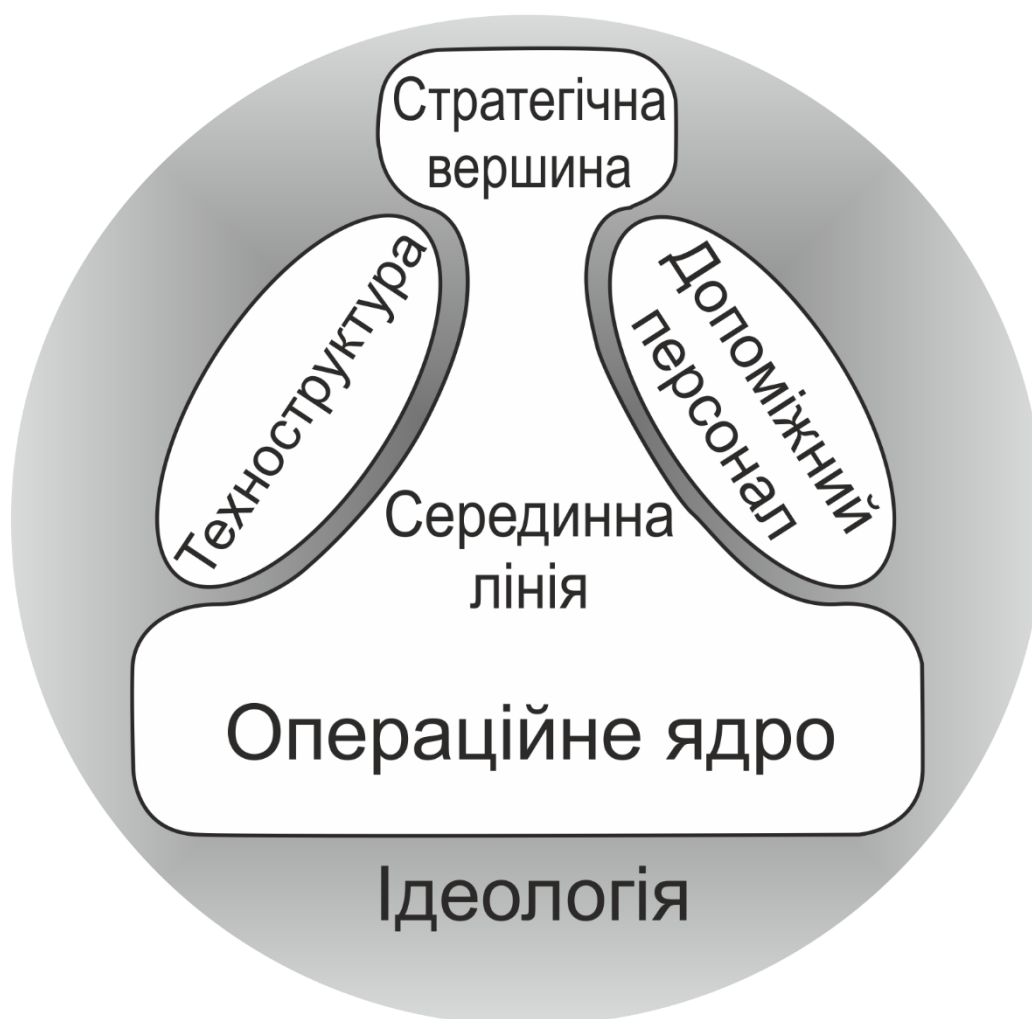 Стратегічна
вершина
Техноструктура
Допоміжний
персонал
Серединна
лінія
Операційне ядро
Ідеологія